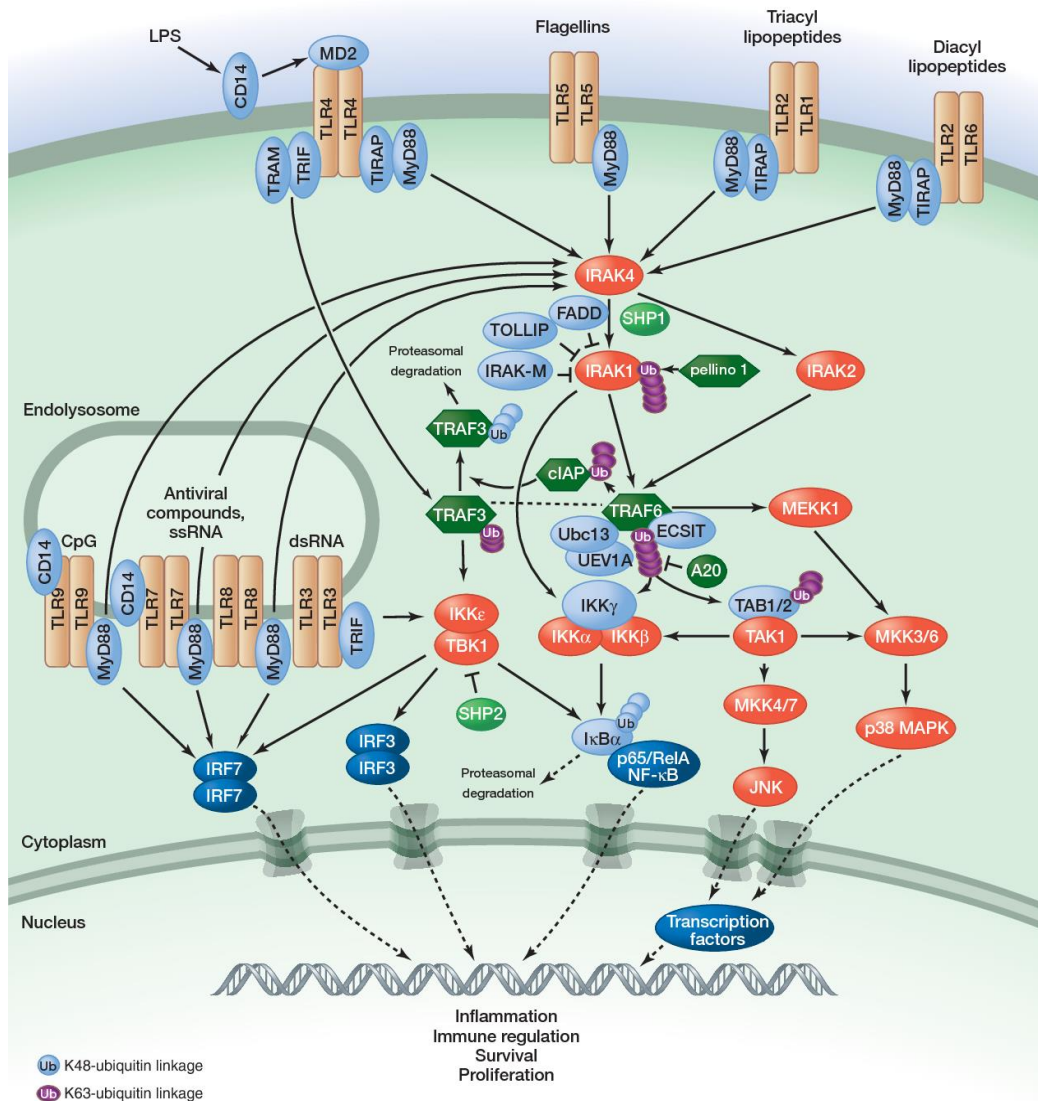 LPS
CD14
MD2
TLR4
TLR4
TRAM
TRIF
TIRAP
MyD88
Flagellins
TLR5
TLR5
MyD88
Triacyl
lipopeptides
TLR2
TLR1
MyD88
TIRAP
Diacyl
lipopeptides
TLR2
TLR6
MyD88
TIRAP
IRAK4
FADD
SHP1
TOLLIP
IRAK-M
IRAK1
Ub
pellino 1
IRAK2
Proteasomal
degradation
TRAF3
Ub
cIAP
Ub
Endolysosome
Antiviral
compounds,
ssRNA
CpG
dsRNA
TRAF3
Ub
TRAF6
Ub
Ubc13
UEV1A
ECSIT
A20
MEKK1
CD14
TLR9
TLR9
MyD88
CD14
TLR7
TLR7
MyD88
TLR8
TLR8
MyD88
TLR3
TLR3
TRIF
IKKε
TBK1
SHP2
IKKγ
IKKα
IKKβ
TAB1/2
Ub
TAK1
MKK3/6
MKK4/7
p38 MAPK
JNK
IκBα
Ub
p65/RelA
NF-κB
Proteasomal
degradation
IRF3
IRF3
IRF7
IRF7
Cytoplasm
Nucleus
Transcription
factors
Inflammation
Immune regulation
Survival
Proliferation
Ub K48-ubiquitin linkage
Ub K63-ubiquitin linkage